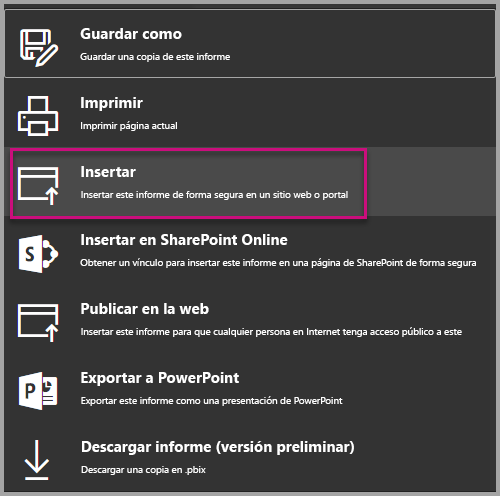 Guardar como
Guardar una copia de este informe
Imprimir
Imprimir página actual
Insertar
Insertar este informe de forma segura en un sitio web o portal
S
Insertar en SharePoint Online
Obtener un vínculo para insertar este informe en una página de SharePoint de forma segura
Publicar en la web
Insertar este informe para que cualquier persona en Internet tenga acceso público a este
P
Exportar a PowerPoint
Exportar este informe como una presentación de PowerPoint
Descargar informe (versión preliminar)
Descargar una copia en .pbix